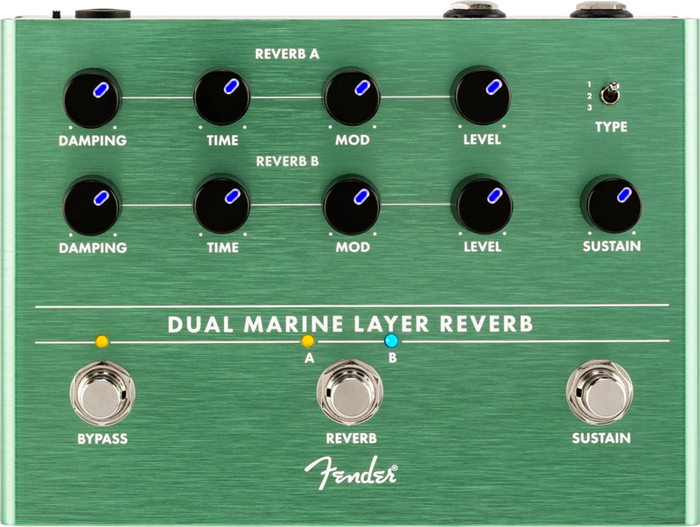 REVERB A
DAMPING TIME MOD LEVEL
1
2
3
TYPE
REVERB B
DAMPING TIME MOD LEVEL SUSTAIN
DUAL MARINE LAYER REVERB
A B
BYPASS REVERB SUSTAIN
Fender®